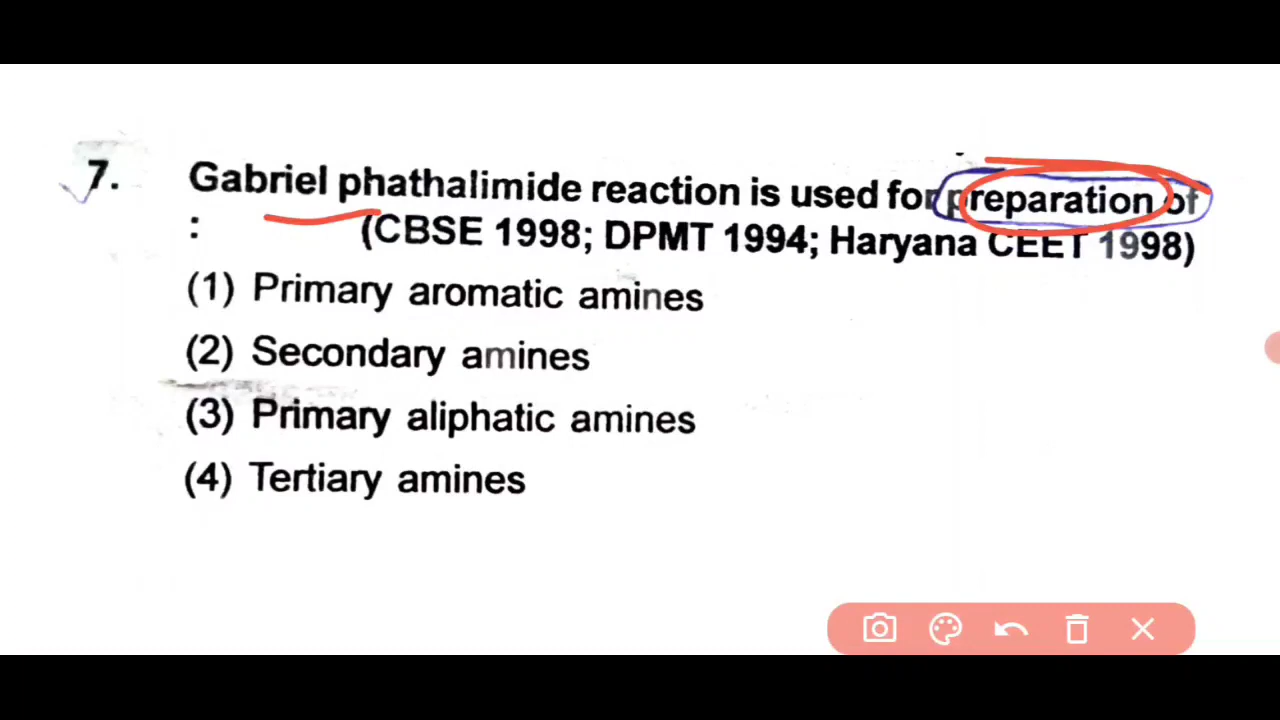 7. Gabriel phathalimide reaction is used for preparation of
: (CBSE 1998; DPMT 1994; Haryana CEET 1998)
(1) Primary aromatic amines
(2) Secondary amines
(3) Primary aliphatic amines
(4) Tertiary amines